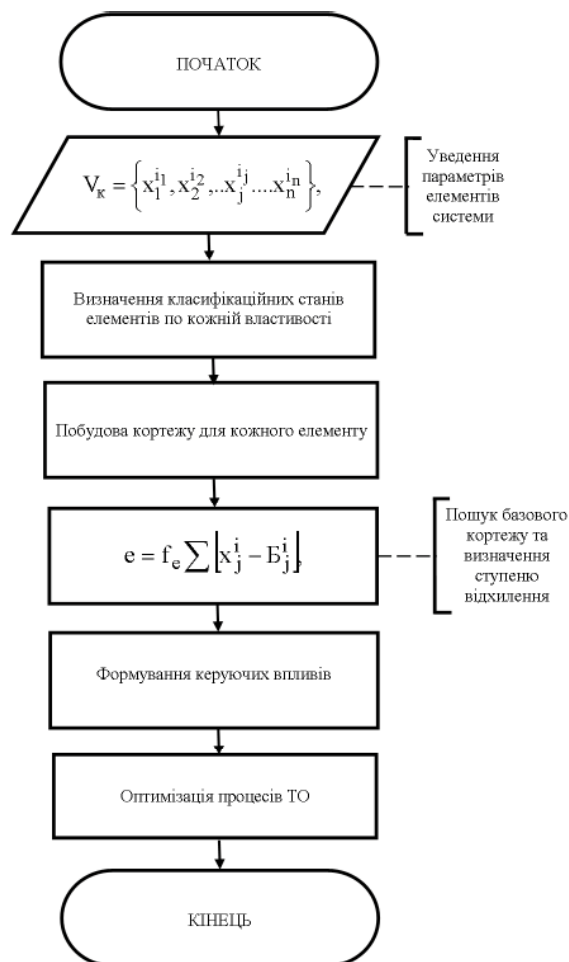 ПОЧАТОК
V_к = {x_1^{i_1}, x_2^{i_2},..x_j^{i_j}....x_n^{i_n}},
Уведення
параметрів
елементів
системи
Визначення класифікаційних станів
елементів по кожній властивості
Побудова кортежу для кожного елементу
e = f_e ∑ [x_j^i – Б_j^i],
Пошук базового
кортежу та
визначення
ступеню
відхилення
Формування керуючих впливів
Оптимізація процесів ТО
КІНЕЦЬ